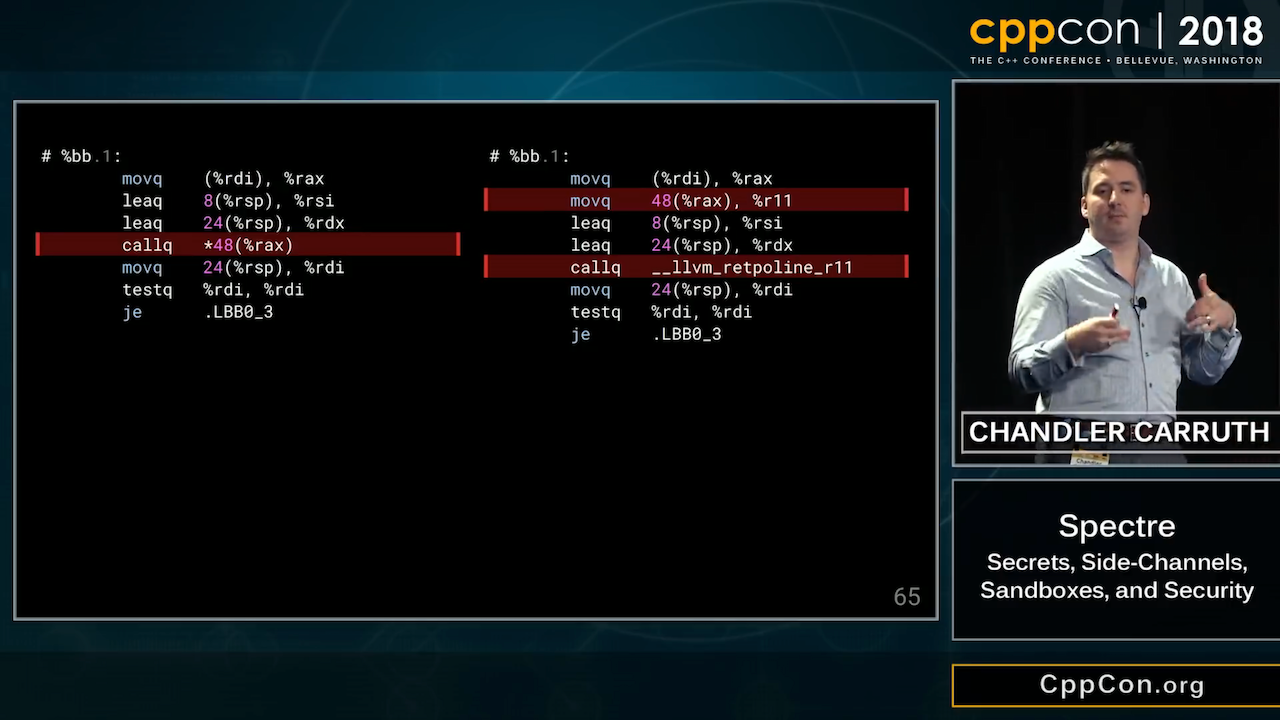 cppcon | 2018
THE C++ CONFERENCE • BELLEVUE, WASHINGTON
# %bb.1:
movq (%rdi), %rax
leaq 8(%rsp), %rsi
leaq 24(%rsp), %rdx
callq *48(%rax)
movq 24(%rsp), %rdi
testq %rdi, %rdi
je .LBB0_3
# %bb.1:
movq (%rdi), %rax
movq 48(%rax), %r11
leaq 8(%rsp), %rsi
leaq 24(%rsp), %rdx
callq __llvm_retpoline_r11
movq 24(%rsp), %rdi
testq %rdi, %rdi
je .LBB0_3
65
CHANDLER CARRUTH
Chandler
Spectre
Secrets, Side-Channels,
Sandboxes, and Security
CppCon.org